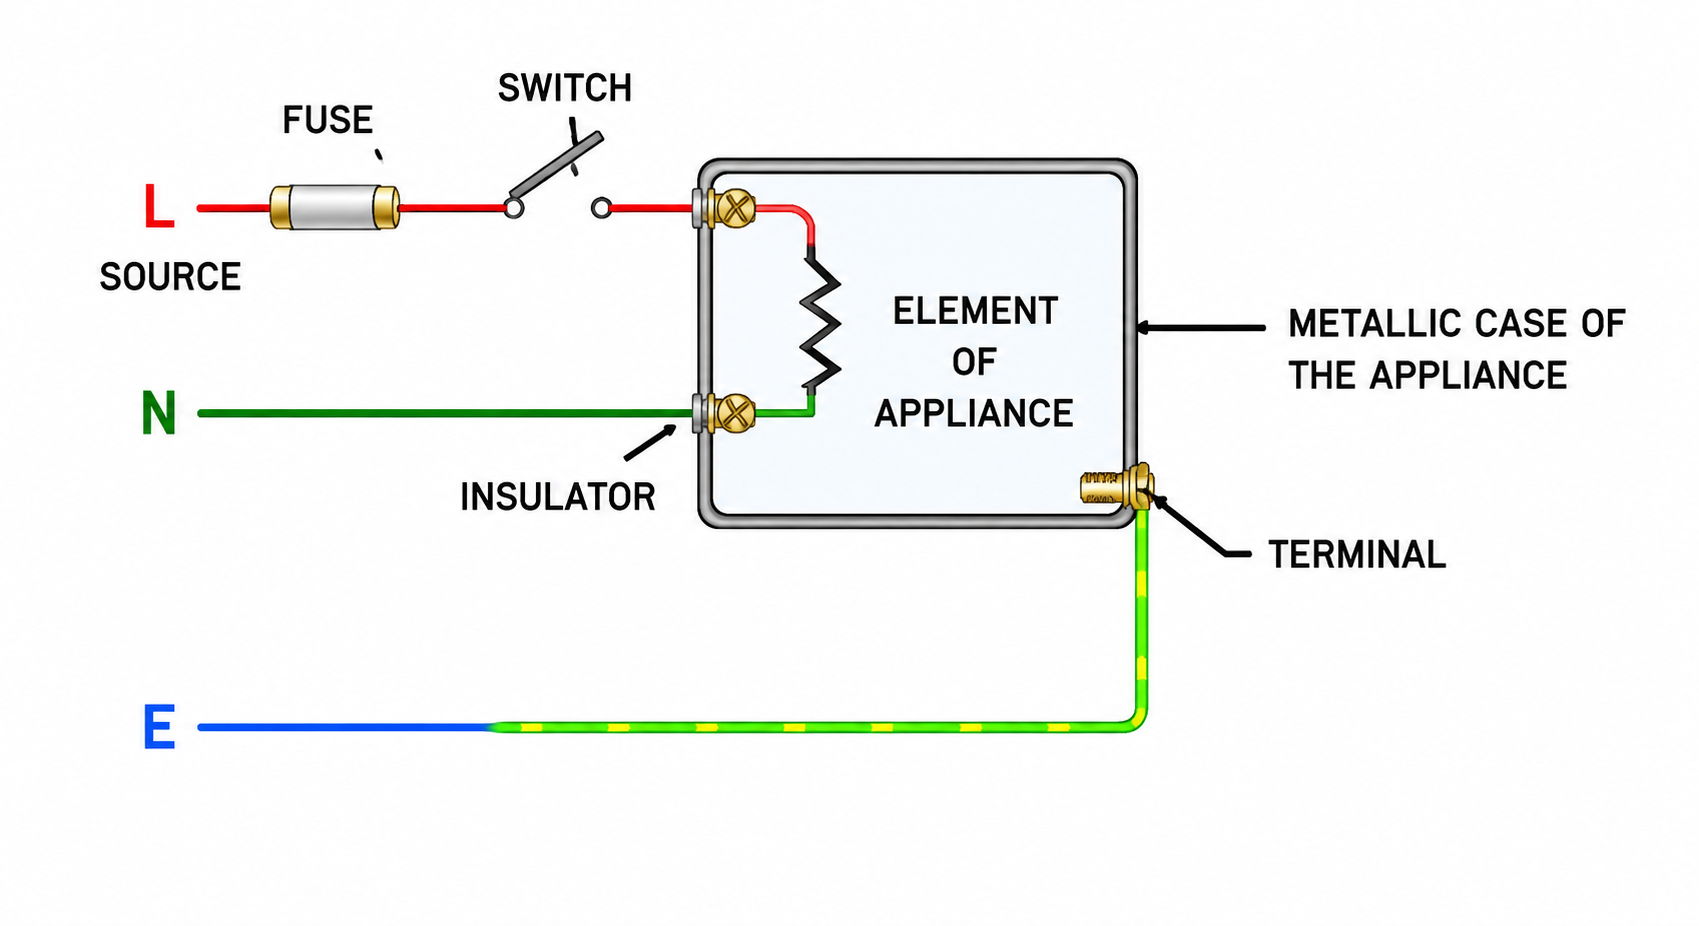 SWITCH
FUSE
L
SOURCE
ELEMENT
OF
APPLIANCE
METALLIC CASE OF
THE APPLIANCE
N
INSULATOR
TERMINAL
E